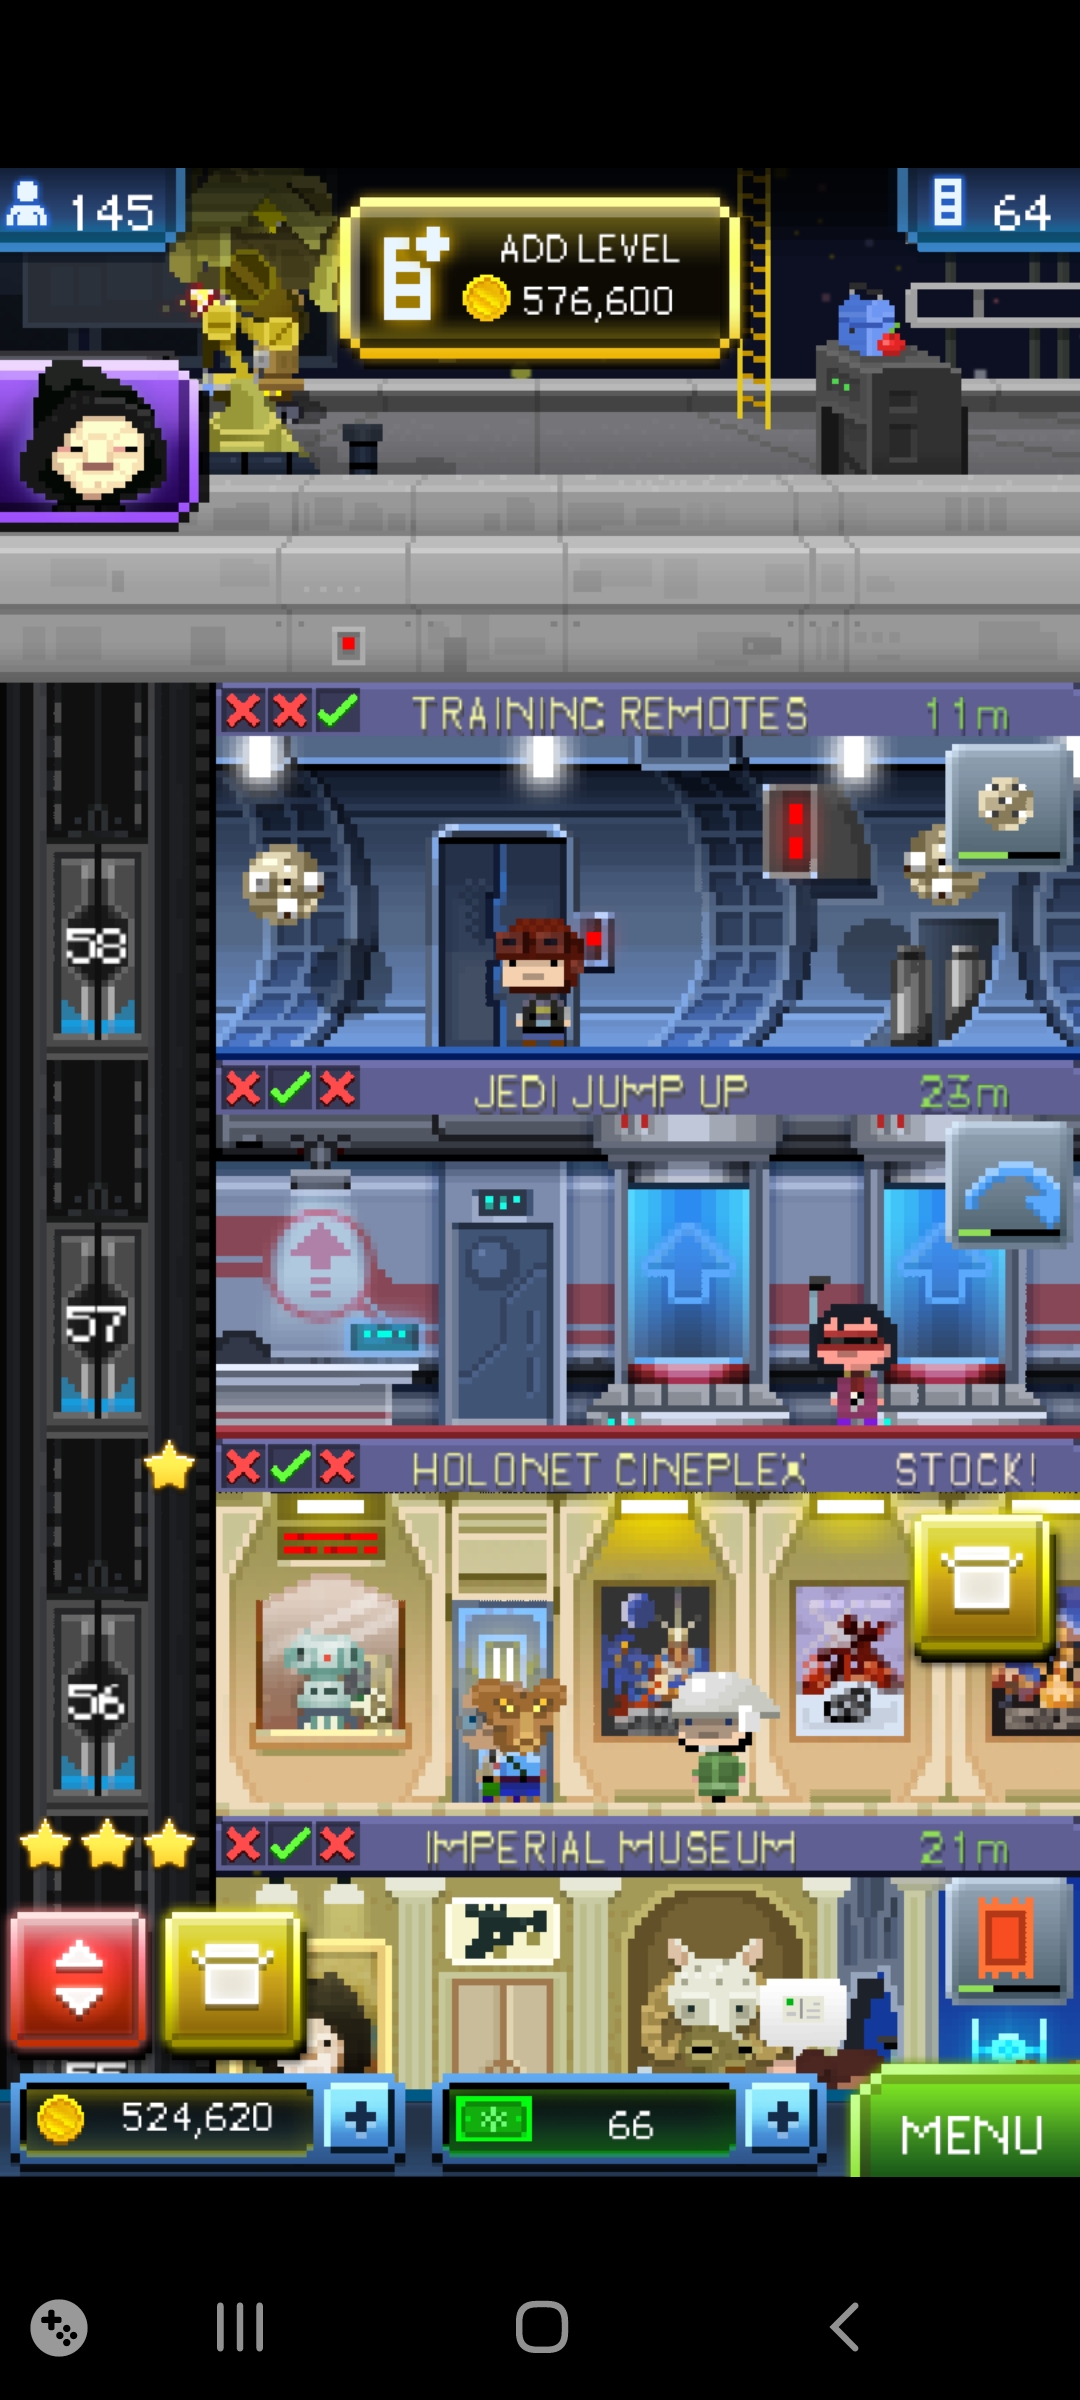 145
ADD LEVEL
576,600
64
TRAINING REMOTES 11m
58
JEDI JUMP UP 23m
57
HOLONET CINEPLEX STOCK!
56
IMPERIAL MUSEUM 21m
524,620
66
MENU